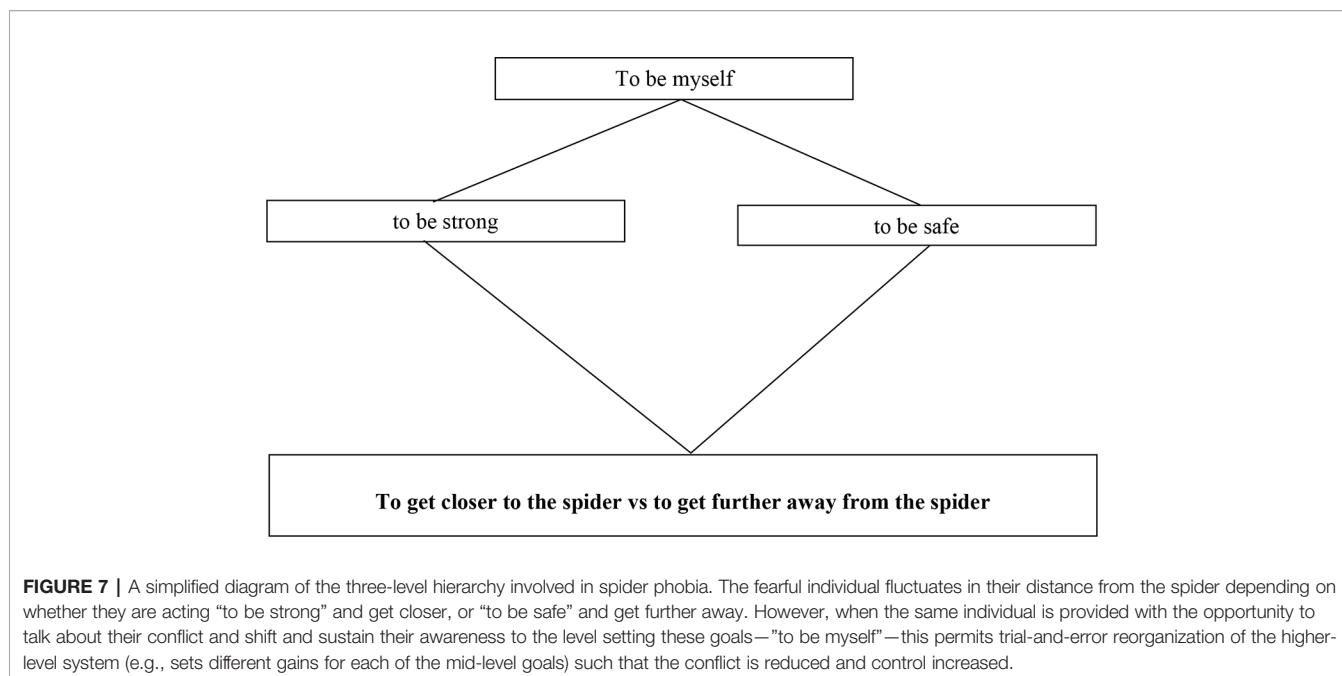 To be myself
to be strong
to be safe
To get closer to the spider vs to get further away from the spider
FIGURE 7 | A simplified diagram of the three-level hierarchy involved in spider phobia. The fearful individual fluctuates in their distance from the spider depending on
whether they are acting “to be strong” and get closer, or “to be safe” and get further away. However, when the same individual is provided with the opportunity to
talk about their conflict and shift and sustain their awareness to the level setting these goals—”to be myself”—this permits trial-and-error reorganization of the higher-
level system (e.g., sets different gains for each of the mid-level goals) such that the conflict is reduced and control increased.